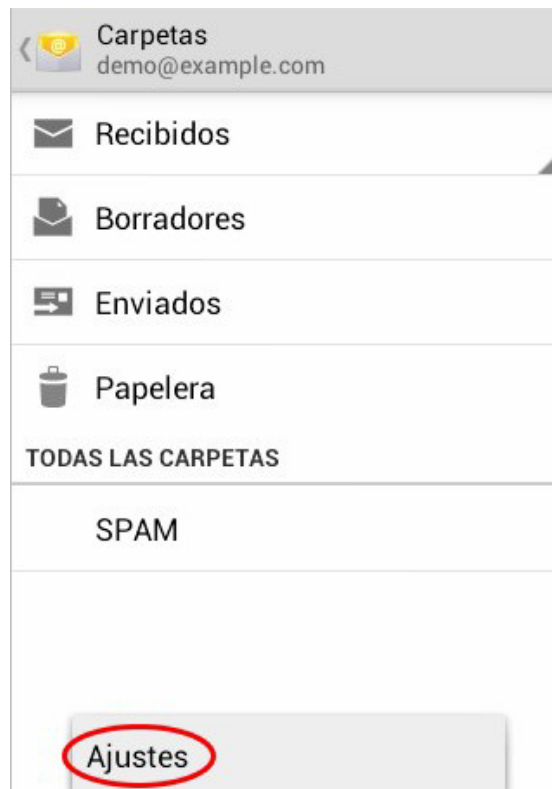 Carpetas
demo@example.com
Recibidos
Borradores
Enviados
Papelera
TODAS LAS CARPETAS
SPAM
Ajustes